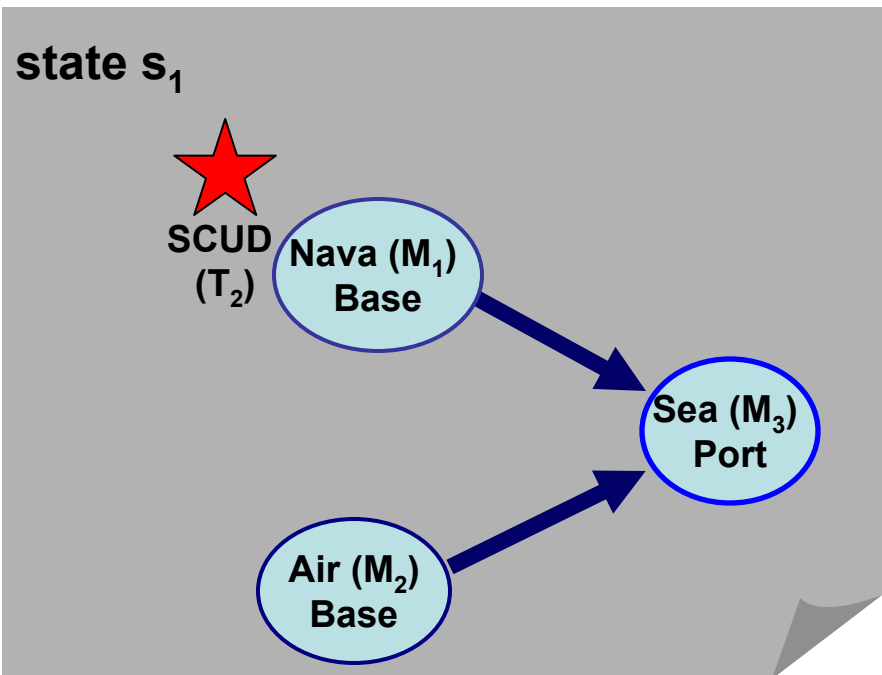 state s₁
SCUD
(T₂)
Nava (M₁)
Base
Sea (M₃)
Port
Air (M₂)
Base